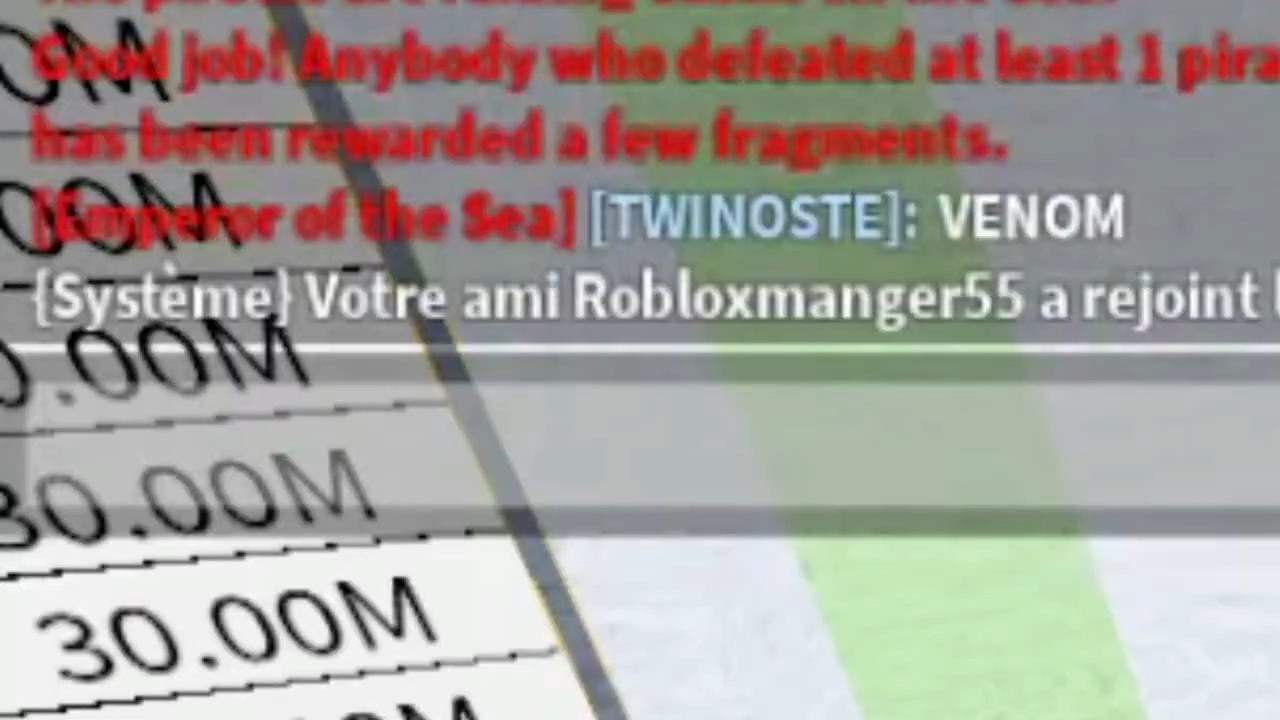 Good job! Anybody who defeated at least 1 pira
has been rewarded a few fragments.
[Emperor of the Sea] [TWINOSTE]: VENOM
{Système} Votre ami Robloxmanger55 a rejoint
0.00M
30.00M
30.00M